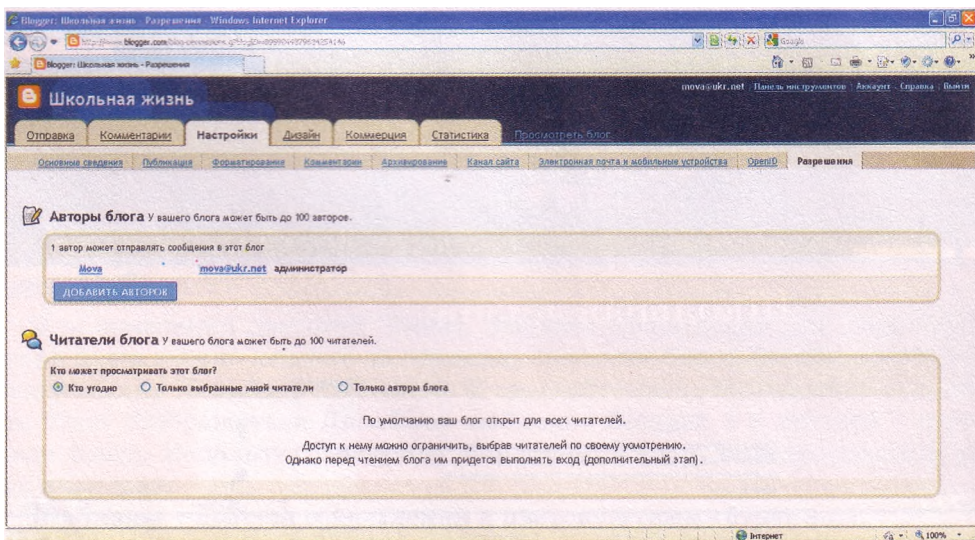 Blogger: Школьная жизнь - Разрешения - Windows Internet Explorer
Google
Blogger: Школьная жизнь - Разрешения
Школьная жизнь
mova@ukr.net Панель инструментов Аккаунт Справка Выйти
Отправка Комментарии Настройки Дизайн Коммерция Статистика Просмотреть блог
Основные сведения Публикация Форматирование Комментарии Архивирование Канал сайта Электронная почта и мобильные устройства OpenID Разрешения
Авторы блога У вашего блога может быть до 100 авторов.
1 автор может отправлять сообщения в этот блог
Mova mova@ukr.net администратор
ДОБАВИТЬ АВТОРОВ
Читатели блога У вашего блога может быть до 100 читателей.
Кто может просматривать этот блог?
Кто угодно Только выбранные мной читатели Только авторы блога
По умолчанию ваш блог открыт для всех читателей.
Доступ к нему можно ограничить, выбрав читателей по своему усмотрению.
Однако перед чтением блога им придется выполнять вход (дополнительный этап).
Інтернет 100%